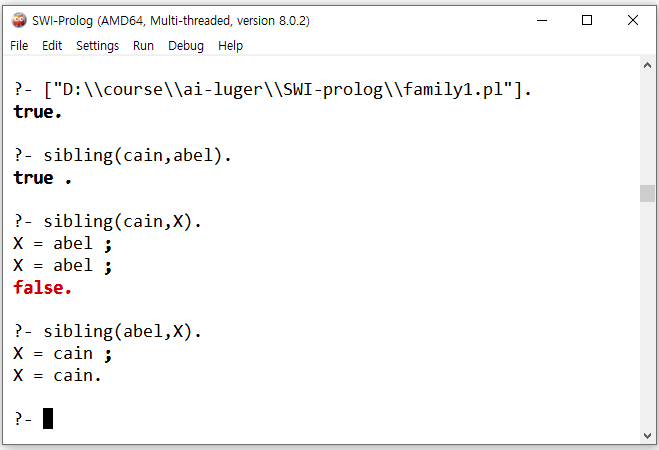 SWI-Prolog (AMD64, Multi-threaded, version 8.0.2)
File Edit Settings Run Debug Help
?- ["D:\\course\\ai-luger\\SWI-prolog\\family1.pl"].
true.
?- sibling(cain,abel).
true .
?- sibling(cain,X).
X = abel ;
X = abel ;
false.
?- sibling(abel,X).
X = cain ;
X = cain.
?-